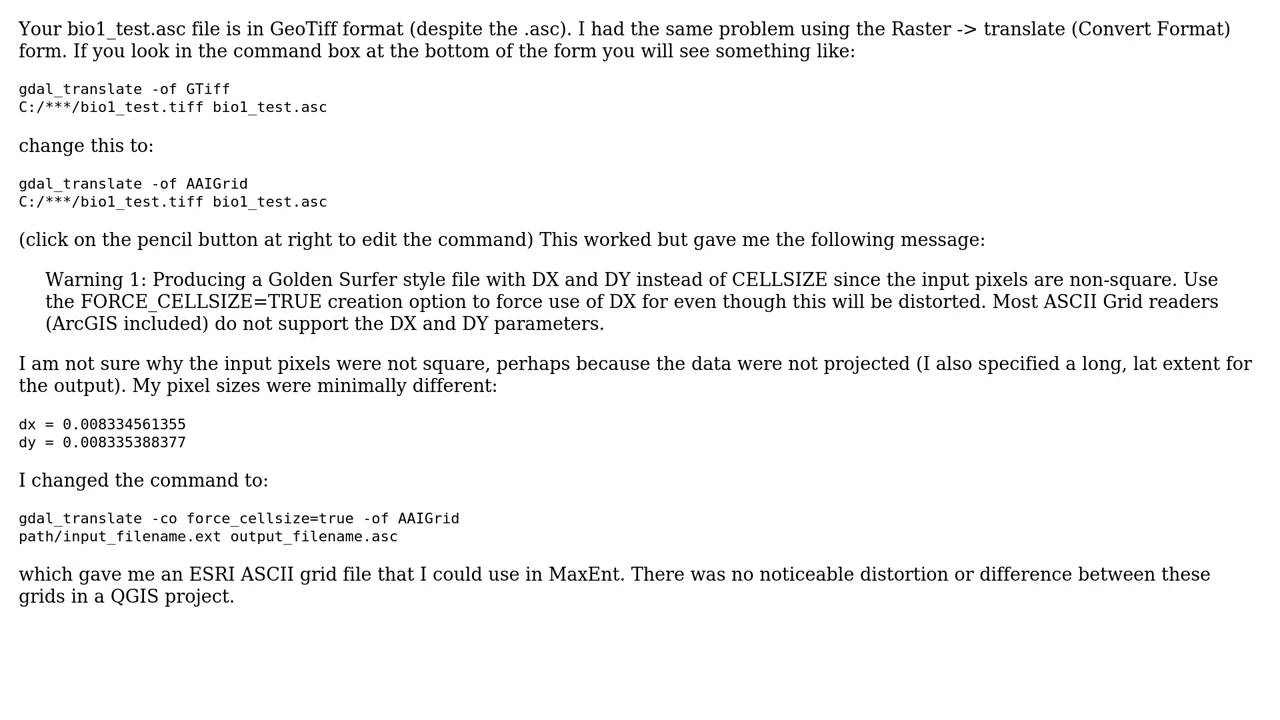 Your bio1_test.asc file is in GeoTiff format (despite the .asc). I had the same problem using the Raster -> translate (Convert Format)
form. If you look in the command box at the bottom of the form you will see something like:
gdal_translate -of GTiff
C:/***/bio1_test.tiff bio1_test.asc
change this to:
gdal_translate -of AAIGrid
C:/***/bio1_test.tiff bio1_test.asc
(click on the pencil button at right to edit the command) This worked but gave me the following message:
Warning 1: Producing a Golden Surfer style file with DX and DY instead of CELLSIZE since the input pixels are non-square. Use
the FORCE_CELLSIZE=TRUE creation option to force use of DX for even though this will be distorted. Most ASCII Grid readers
(ArcGIS included) do not support the DX and DY parameters.
I am not sure why the input pixels were not square, perhaps because the data were not projected (I also specified a long, lat extent for
the output). My pixel sizes were minimally different:
dx = 0.008334561355
dy = 0.008335388377
I changed the command to:
gdal_translate -co force_cellsize=true -of AAIGrid
path/input_filename.ext output_filename.asc
which gave me an ESRI ASCII grid file that I could use in MaxEnt. There was no noticeable distortion or difference between these
grids in a QGIS project.